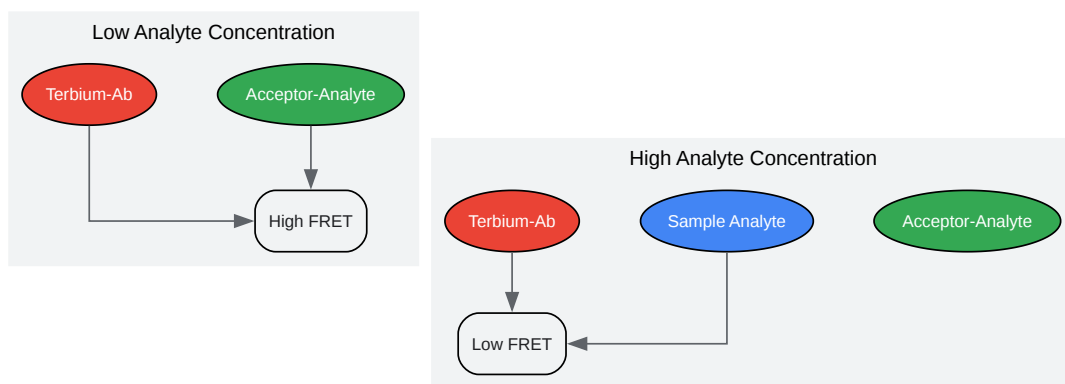 Low Analyte Concentration
Terbium-Ab
Acceptor-Analyte
High FRET
High Analyte Concentration
Terbium-Ab
Sample Analyte
Acceptor-Analyte
Low FRET